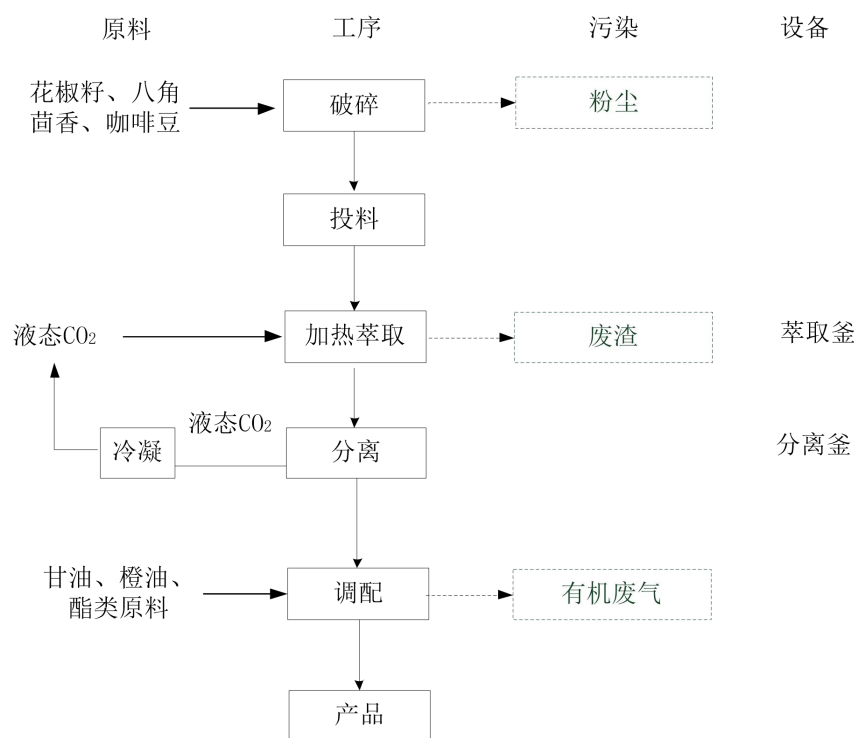 原料 工序 污染 设备
花椒籽、八角
茴香、咖啡豆
破碎
粉尘
投料
液态CO₂
加热萃取
废渣
萃取釜
液态CO₂
冷凝
分离
分离釜
甘油、橙油、
酯类原料
调配
有机废气
产品